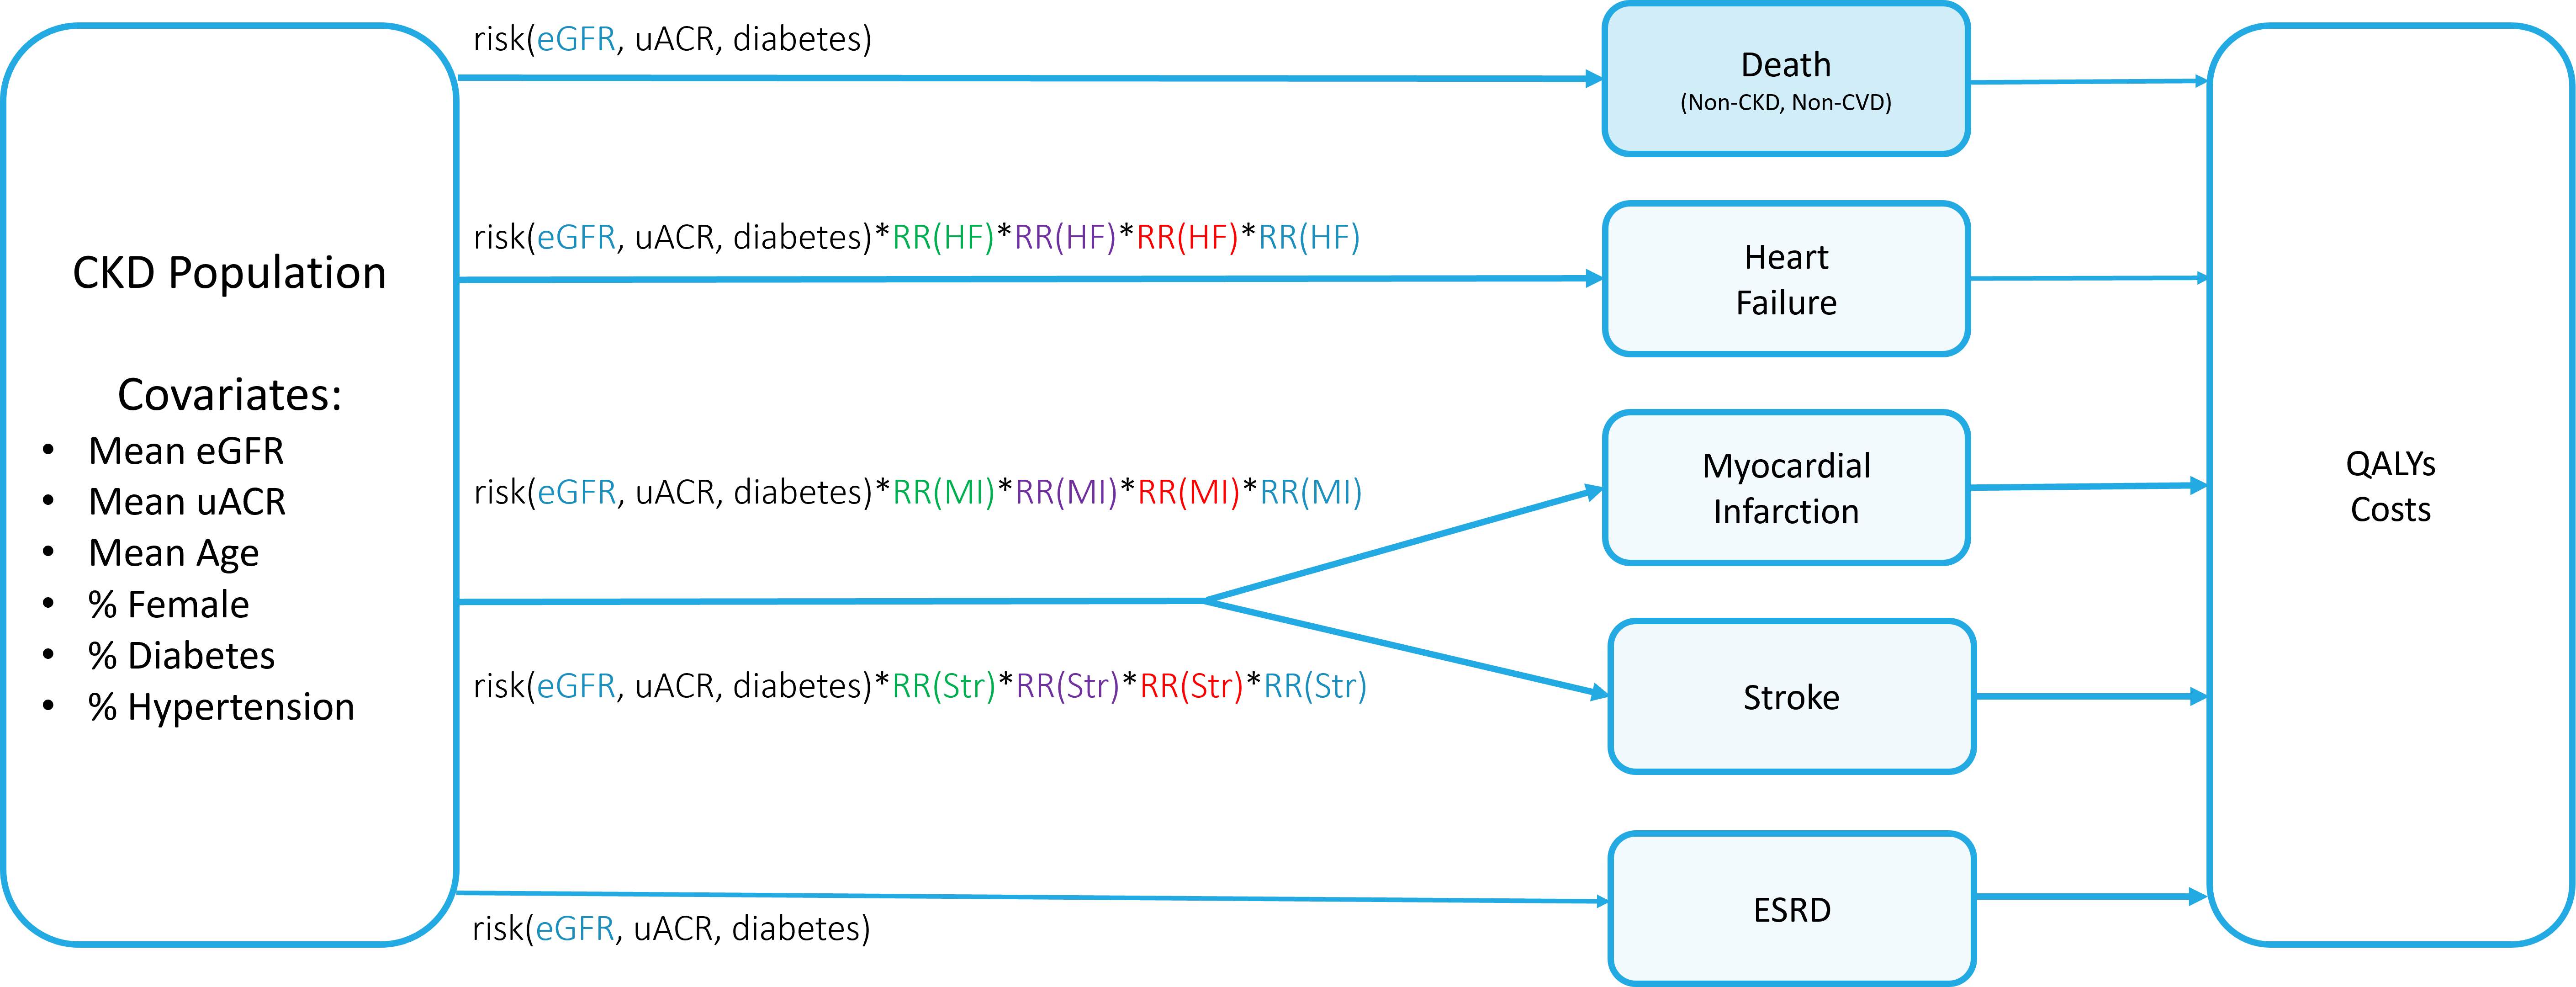 CKD Population
Covariates:
• Mean eGFR
• Mean uACR
• Mean Age
• % Female
• % Diabetes
• % Hypertension
risk(eGFR, uACR, diabetes)
risk(eGFR, uACR, diabetes)*RR(HF)*RR(HF)*RR(HF)*RR(HF)
risk(eGFR, uACR, diabetes)*RR(MI)*RR(MI)*RR(MI)*RR(MI)
risk(eGFR, uACR, diabetes)*RR(Str)*RR(Str)*RR(Str)*RR(Str)
risk(eGFR, uACR, diabetes)
Death
(Non-CKD, Non-CVD)
Heart
Failure
Myocardial
Infarction
Stroke
ESRD
QALYs
Costs